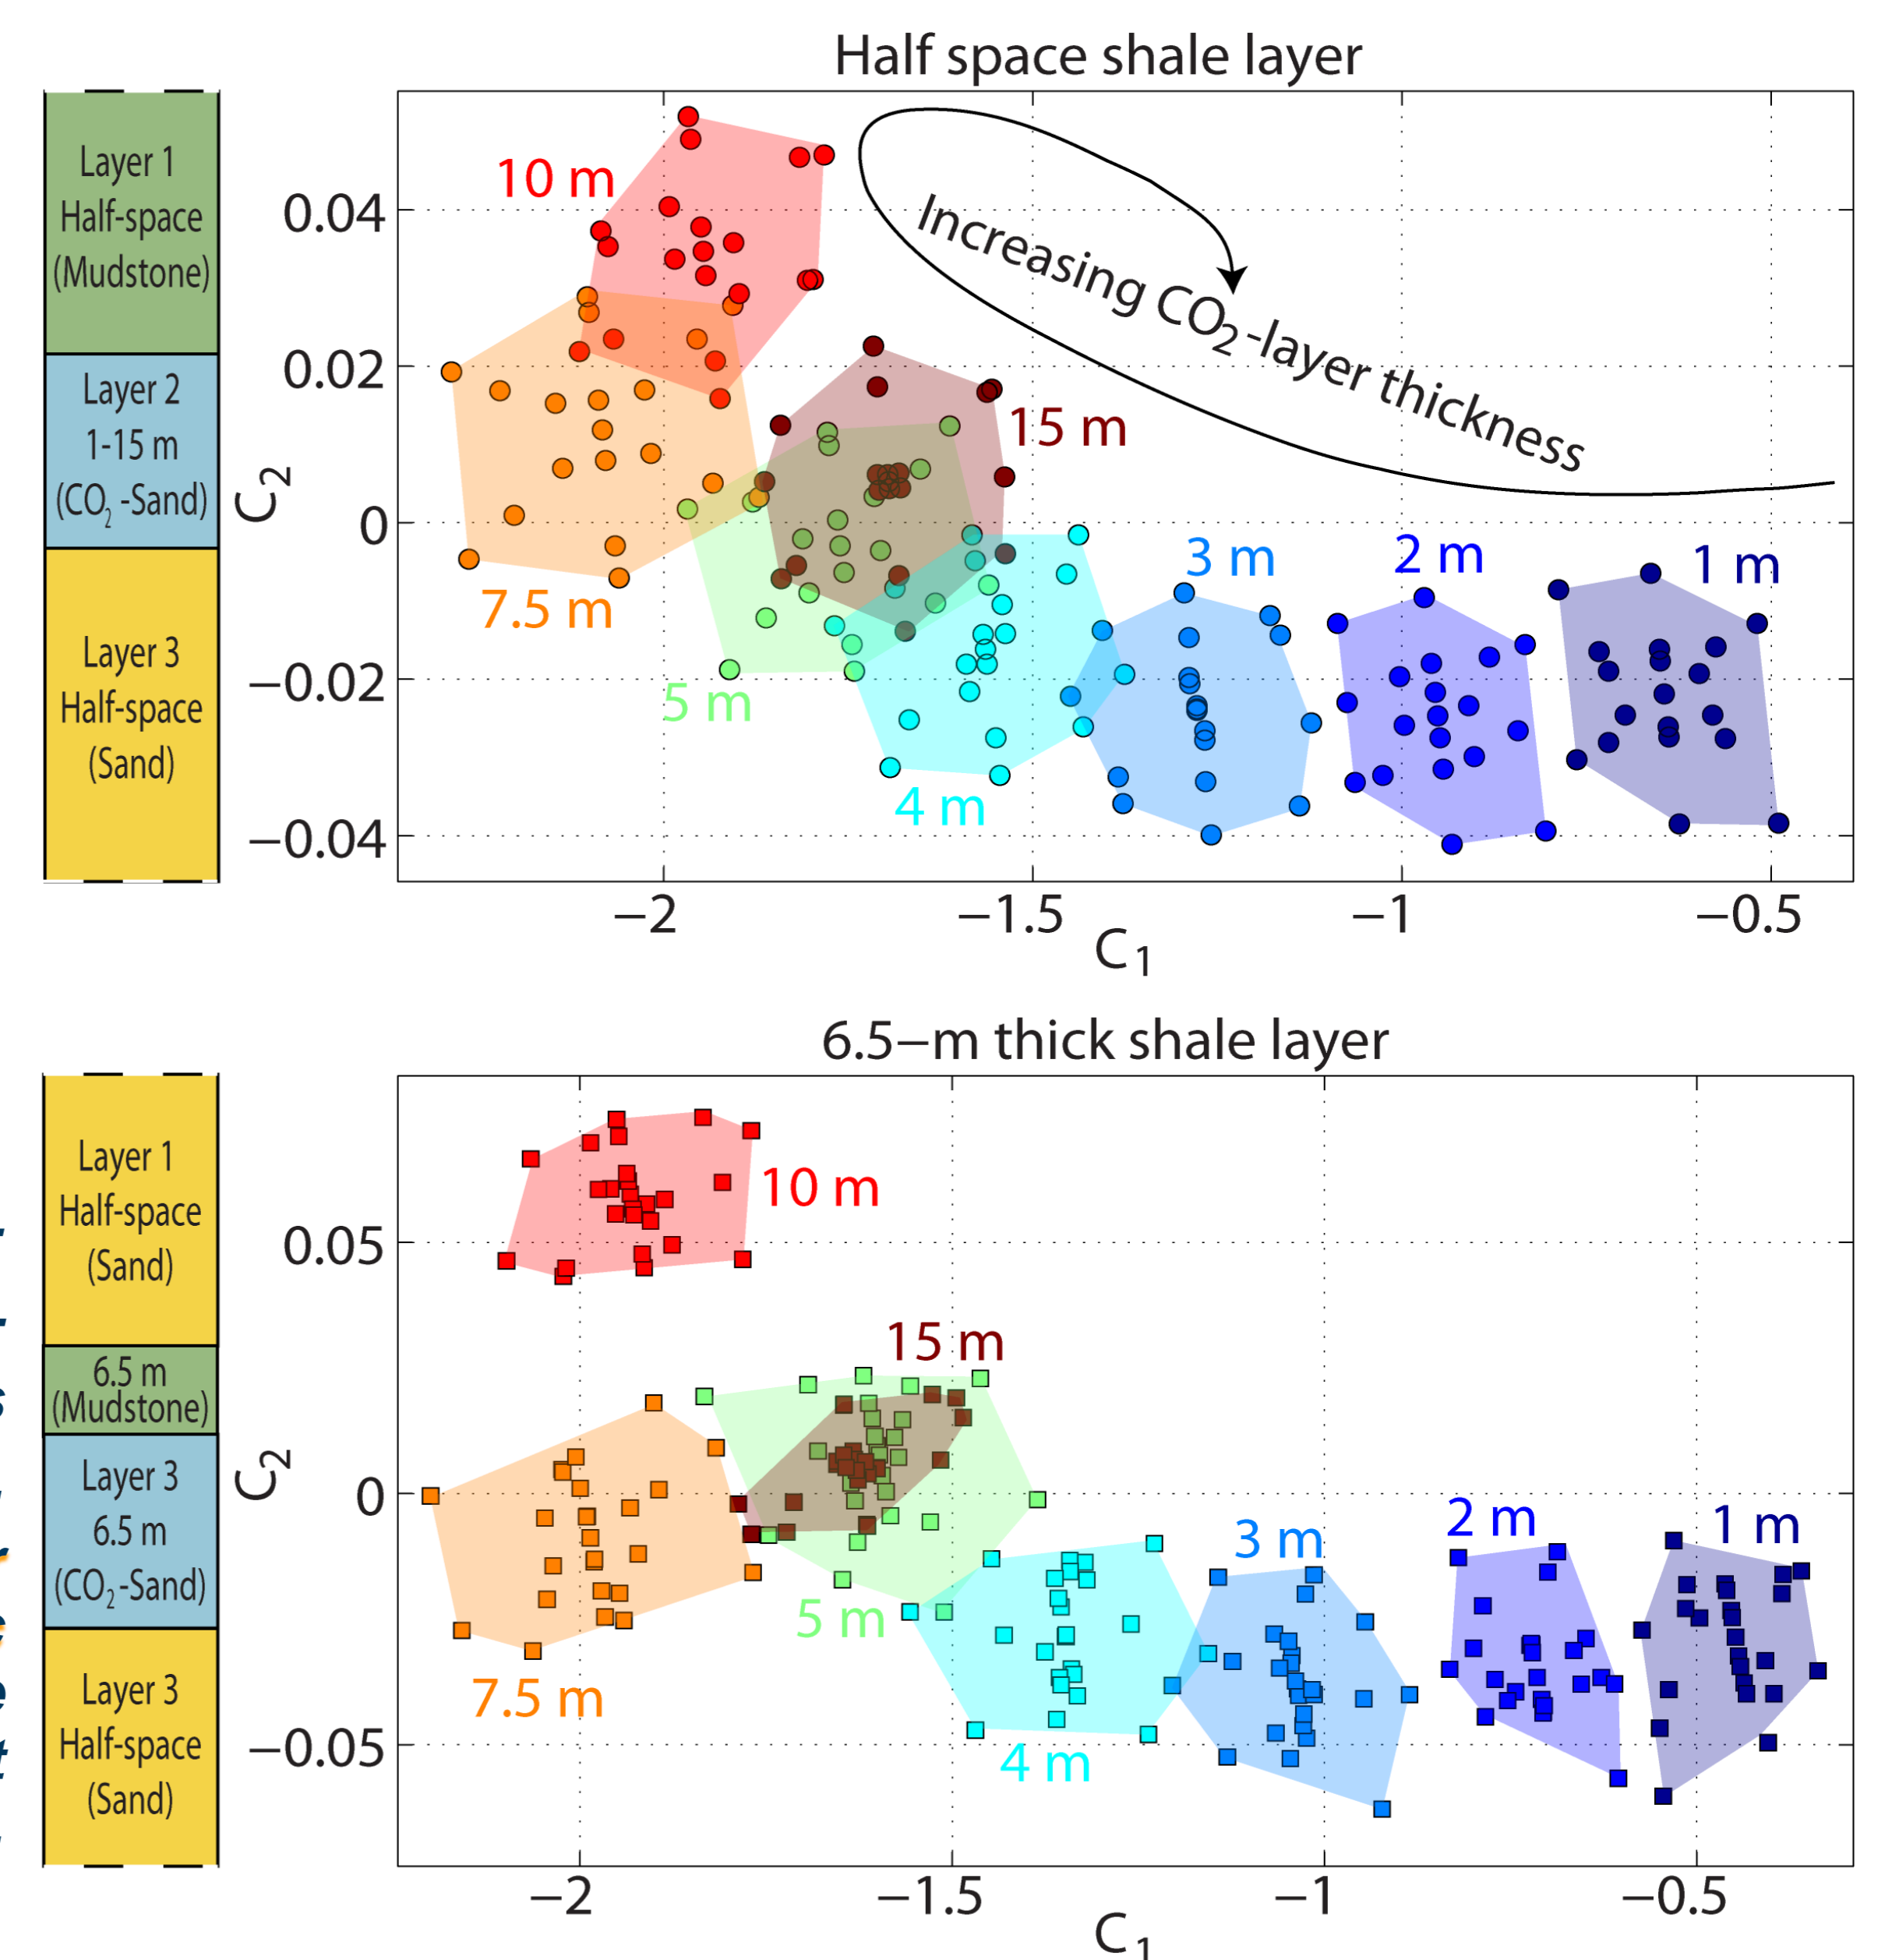 Half space shale layer
Layer 1
Half-space
(Mudstone)
Layer 2
1-15 m
(CO2 -Sand)
Layer 3
Half-space
(Sand)
C2
0.04
0.02
0
−0.02
−0.04
10 m
7.5 m
5 m
15 m
4 m
3 m
2 m
1 m
Increasing CO2-layer thickness
−2
−1.5
−1
−0.5
C1
6.5−m thick shale layer
Layer 1
Half-space
(Sand)
6.5 m
(Mudstone)
Layer 3
6.5 m
(CO2-Sand)
Layer 3
Half-space
(Sand)
C2
0.05
0
−0.05
10 m
15 m
7.5 m
5 m
4 m
3 m
2 m
1 m
−2
−1.5
−1
−0.5
C1